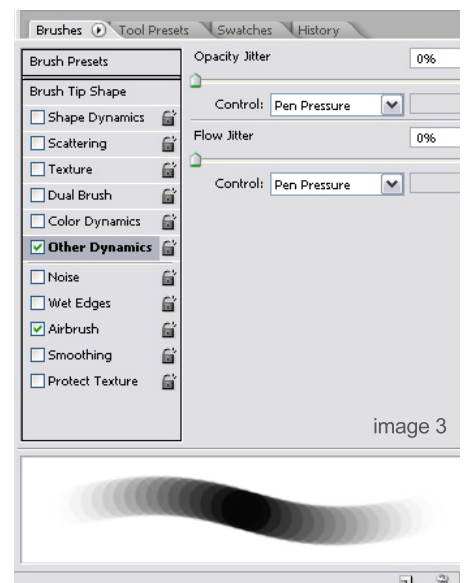 Brushes Tool Presets Swatches History
Brush Presets
Brush Tip Shape
Shape Dynamics
Scattering
Texture
Dual Brush
Color Dynamics
Other Dynamics
Noise
Wet Edges
Airbrush
Smoothing
Protect Texture
Opacity Jitter 0%
Control: Pen Pressure
Flow Jitter 0%
Control: Pen Pressure
image 3